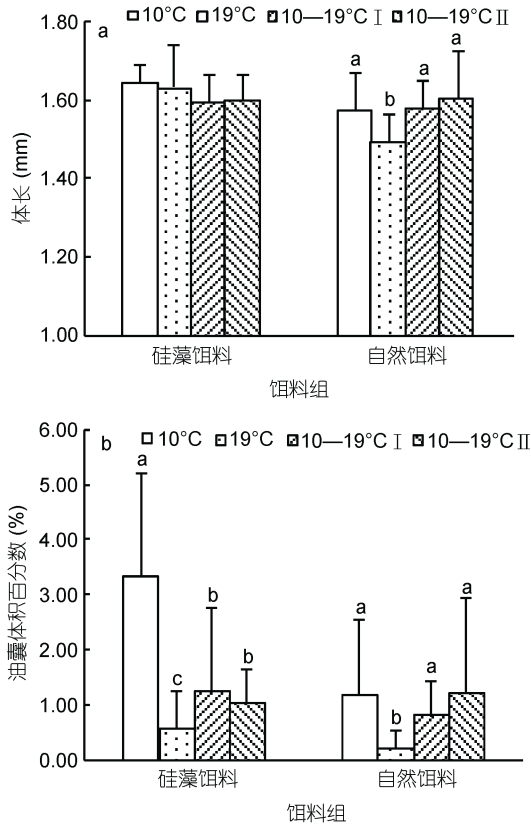 a
10°C 19°C 10—19°C Ⅰ 10—19°C Ⅱ
1.80
1.60
1.40
1.20
1.00
体长 (mm)
a b a a
硅藻饵料 自然饵料
饵料组
b
10°C 19°C 10—19°C Ⅰ 10—19°C Ⅱ
6.00
5.00
4.00
3.00
2.00
1.00
0.00
油囊体积百分数 (%)
a c b b a b a a
硅藻饵料 自然饵料
饵料组